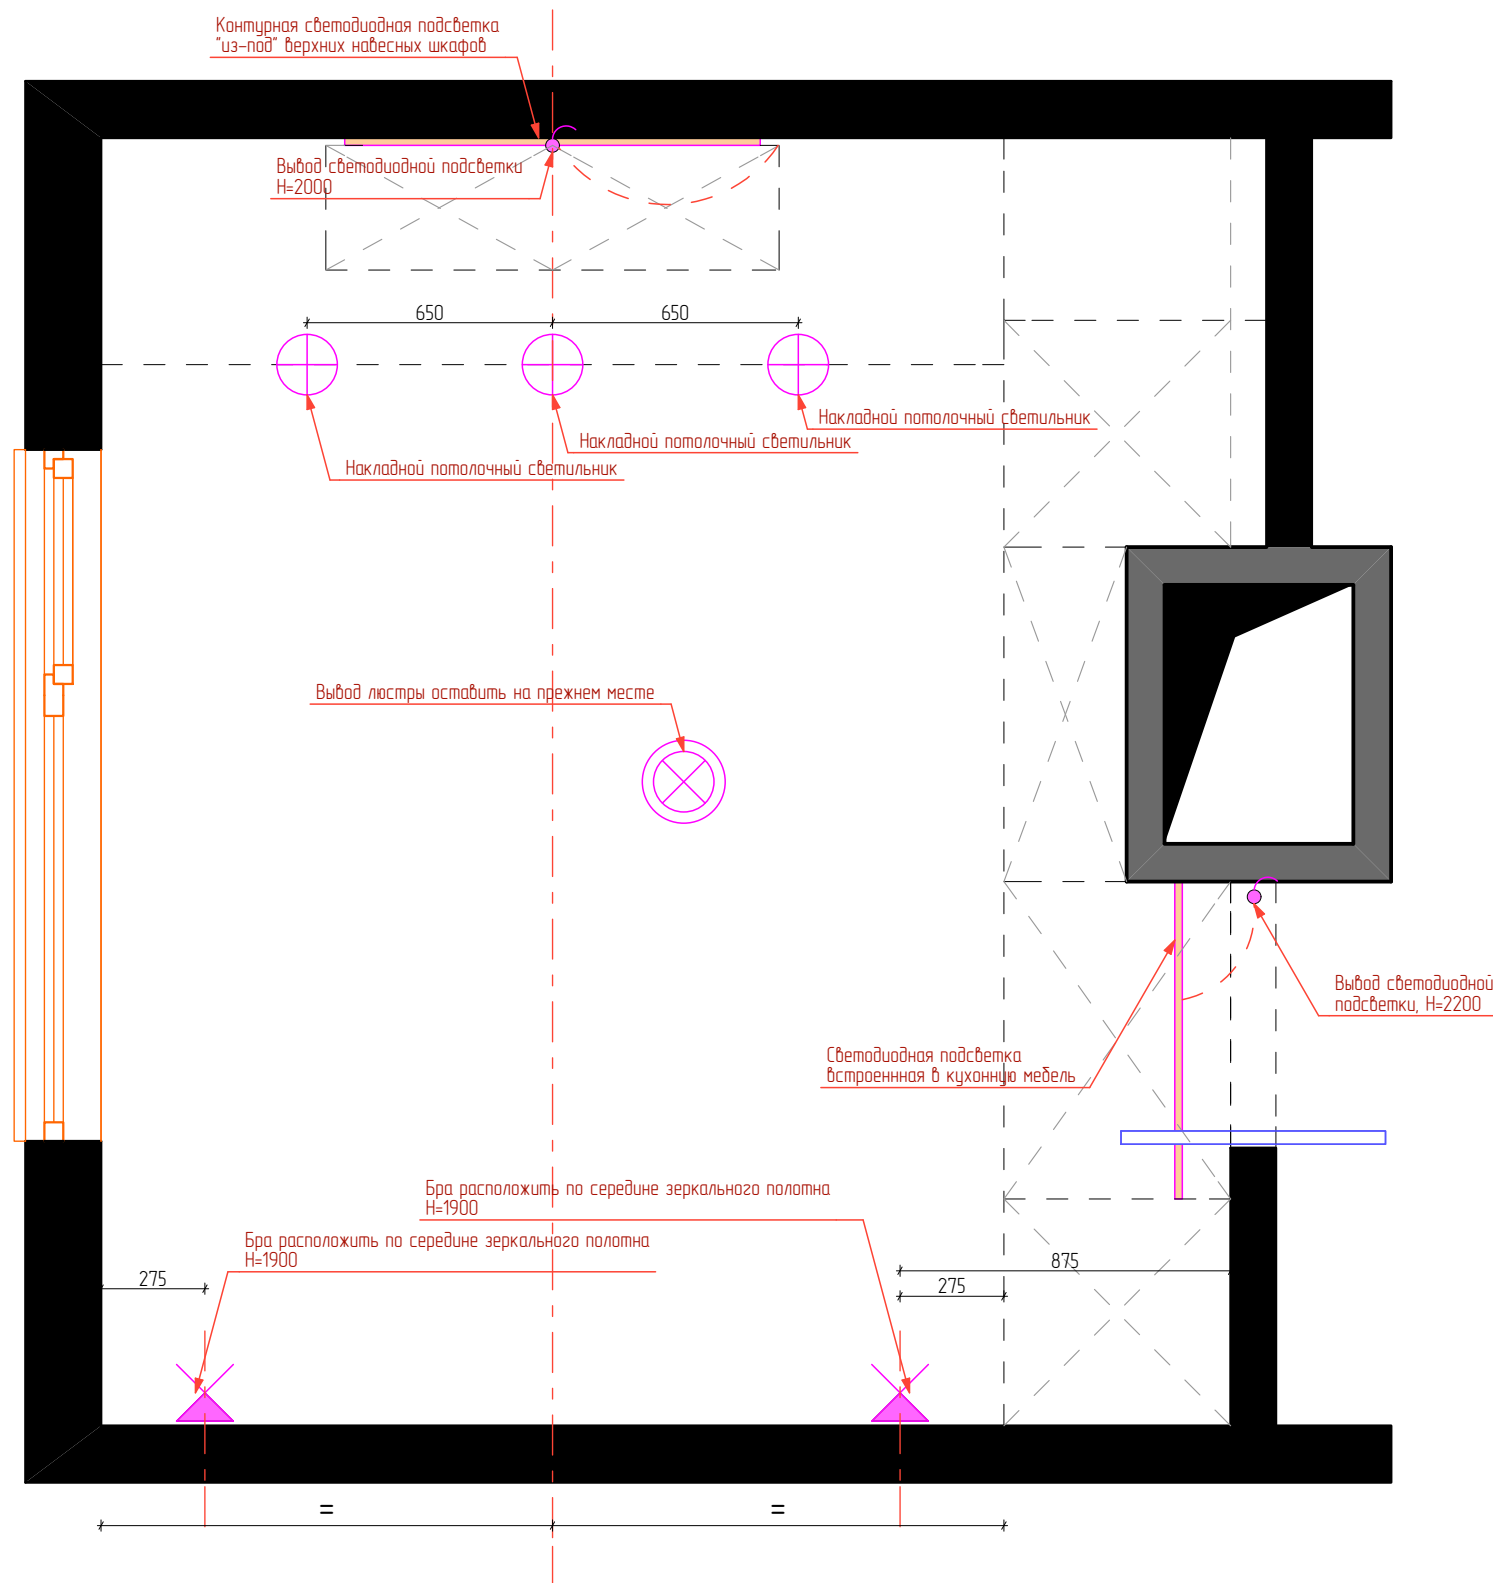 Контурная светодиодная подсветка
"из-под" верхних навесных шкафов
Вывод светодиодной подсветки
H=2000
650
650
Накладной потолочный светильник
Накладной потолочный светильник
Накладной потолочный светильник
Вывод люстры оставить на прежнем месте
Вывод светодиодной
подсветки, H=2200
Светодиодная подсветка
встроеннная в кухонную мебель
Бра расположить по середине зеркального полотна
H=1900
Бра расположить по середине зеркального полотна
H=1900
275
875
275
=
=